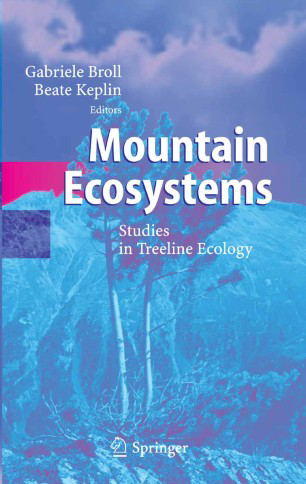 Gabriele Broll
Beate Keplin
Editors
Mountain
Ecosystems
Studies
in Treeline Ecology
Springer